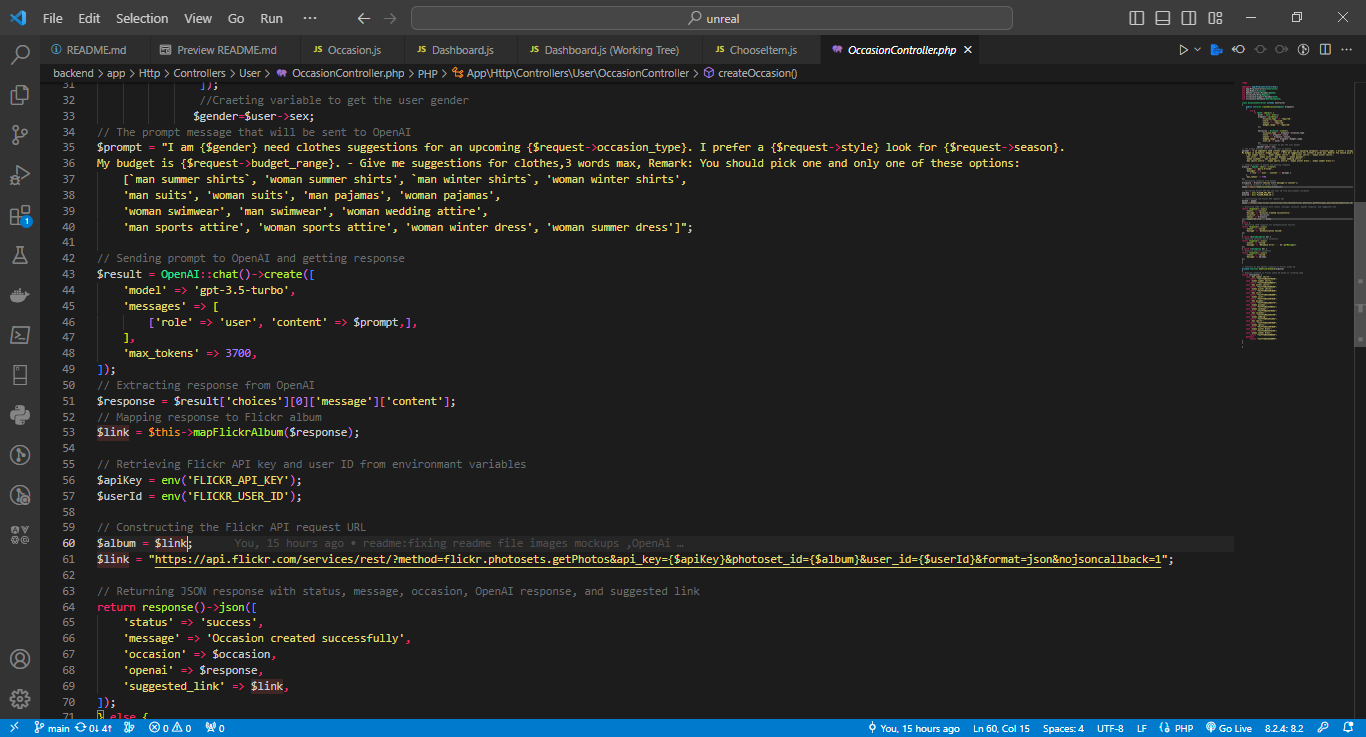 File Edit Selection View Go Run ··· unreal
README.md Preview README.md JS Occasion.js JS Dashboard.js JS Dashboard.js (Working Tree) JS ChooseItem.js OccasionController.php
backend > app > Http > Controllers > User > OccasionController.php > PHP > App\Http\Controllers\User\OccasionController > createOccasion()
31 ]);
32 //Craeting variable to get the user gender
33 $gender=$user->sex;
34 // The prompt message that will be sent to OpenAI
35 $prompt = "I am {$gender} need clothes suggestions for an upcoming {$request->occasion_type}. I prefer a {$request->style} look for {$request->season}.
36 My budget is {$request->budget_range}. - Give me suggestions for clothes,3 words max, Remark: You should pick one and only one of these options:
37 [`man summer shirts`, 'woman summer shirts', `man winter shirts`, 'woman winter shirts',
38 'man suits', 'woman suits', 'man pajamas', 'woman pajamas',
39 'woman swimwear', 'man swimwear', 'woman wedding attire',
40 'man sports attire', 'woman sports attire', 'woman winter dress', 'woman summer dress']";
41
42 // Sending prompt to OpenAI and getting response
43 $result = OpenAI::chat()->create([
44 'model' => 'gpt-3.5-turbo',
45 'messages' => [
46 ['role' => 'user', 'content' => $prompt,],
47 ],
48 'max_tokens' => 3700,
49 ]);
50 // Extracting response from OpenAI
51 $response = $result['choices'][0]['message']['content'];
52 // Mapping response to Flickr album
53 $link = $this->mapFlickrAlbum($response);
54
55 // Retrieving Flickr API key and user ID from environmant variables
56 $apiKey = env('FLICKR_API_KEY');
57 $userId = env('FLICKR_USER_ID');
58
59 // Constructing the Flickr API request URL
60 $album = $link; You, 15 hours ago • readme:fixing readme file images mockups ,OpenAi …
61 $link = "https://api.flickr.com/services/rest/?method=flickr.photosets.getPhotos&api_key={$apiKey}&photoset_id={$album}&user_id={$userId}&format=json&nojsoncallback=1";
62
63 // Returning JSON response with status, message, occasion, OpenAI response, and suggested link
64 return response()->json([
65 'status' => 'success',
66 'message' => 'Occasion created successfully',
67 'occasion' => $occasion,
68 'openai' => $response,
69 'suggested_link' => $link,
70 ]);
71 } else {
1
main 0↓ 4↑ 0 0 0 You, 15 hours ago Ln 60, Col 15 Spaces: 4 UTF-8 LF PHP Go Live 8.2.4: 8.2